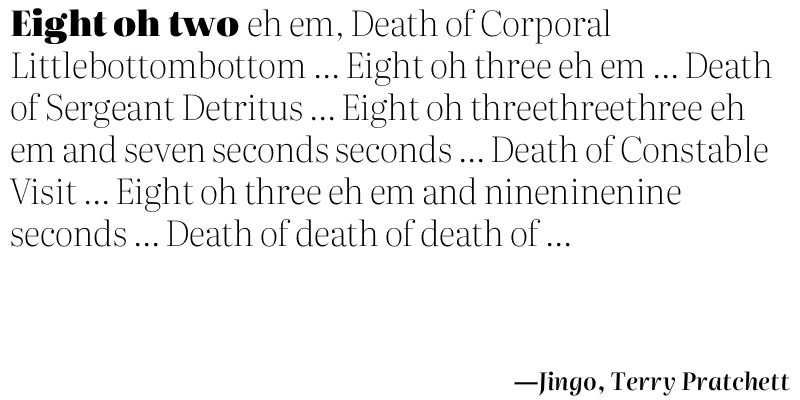 Eight oh two eh em, Death of Corporal
Littlebottombottom ... Eight oh three eh em ... Death
of Sergeant Detritus ... Eight oh threethreethree eh
em and seven seconds seconds ... Death of Constable
Visit ... Eight oh three eh em and nineninenine
seconds ... Death of death of death of ...
—Jingo, Terry Pratchett